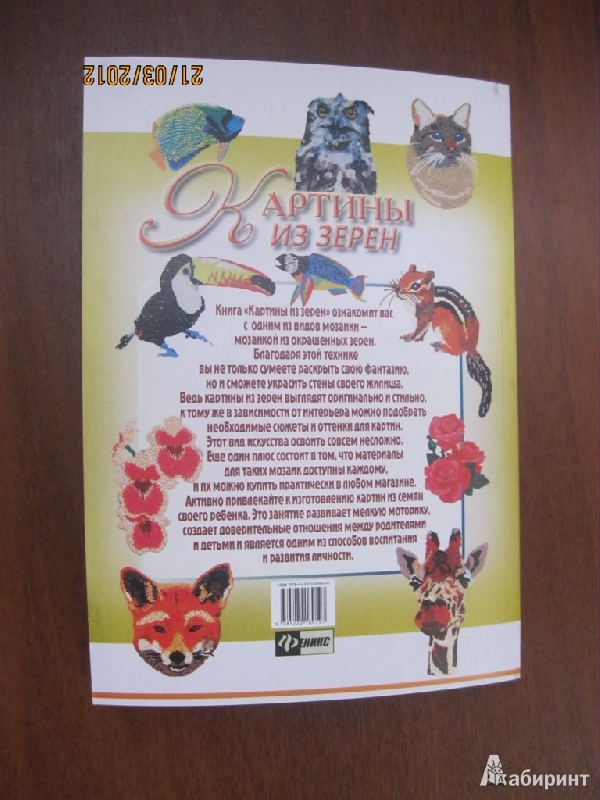 21/03/2012
КАРТИНЫ
ИЗ ЗЕРЕН
Книга «Картины из зерен» ознакомит вас
с одним из видов мозаики –
мозаикой из окрашенных зерен.
Благодаря этой технике
вы не только сумеете раскрыть свою фантазию,
но и сможете украсить стены своего жилища.
Ведь картины из зерен выглядят оригинально и стильно,
к тому же в зависимости от интерьера можно подобрать
необходимые сюжеты и оттенки для картин.
Этот вид искусства освоить совсем несложно.
Еще один плюс состоит в том, что материалы
для таких мозаик доступны каждому,
и их можно купить практически в любом магазине.
Активно привлекайте к изготовлению картин из семян
своего ребенка. Это занятие развивает мелкую моторику,
создает доверительные отношения между родителями
и детьми и является одним из способов воспитания
и развития личности.
ФЕНИКС
Лабиринт